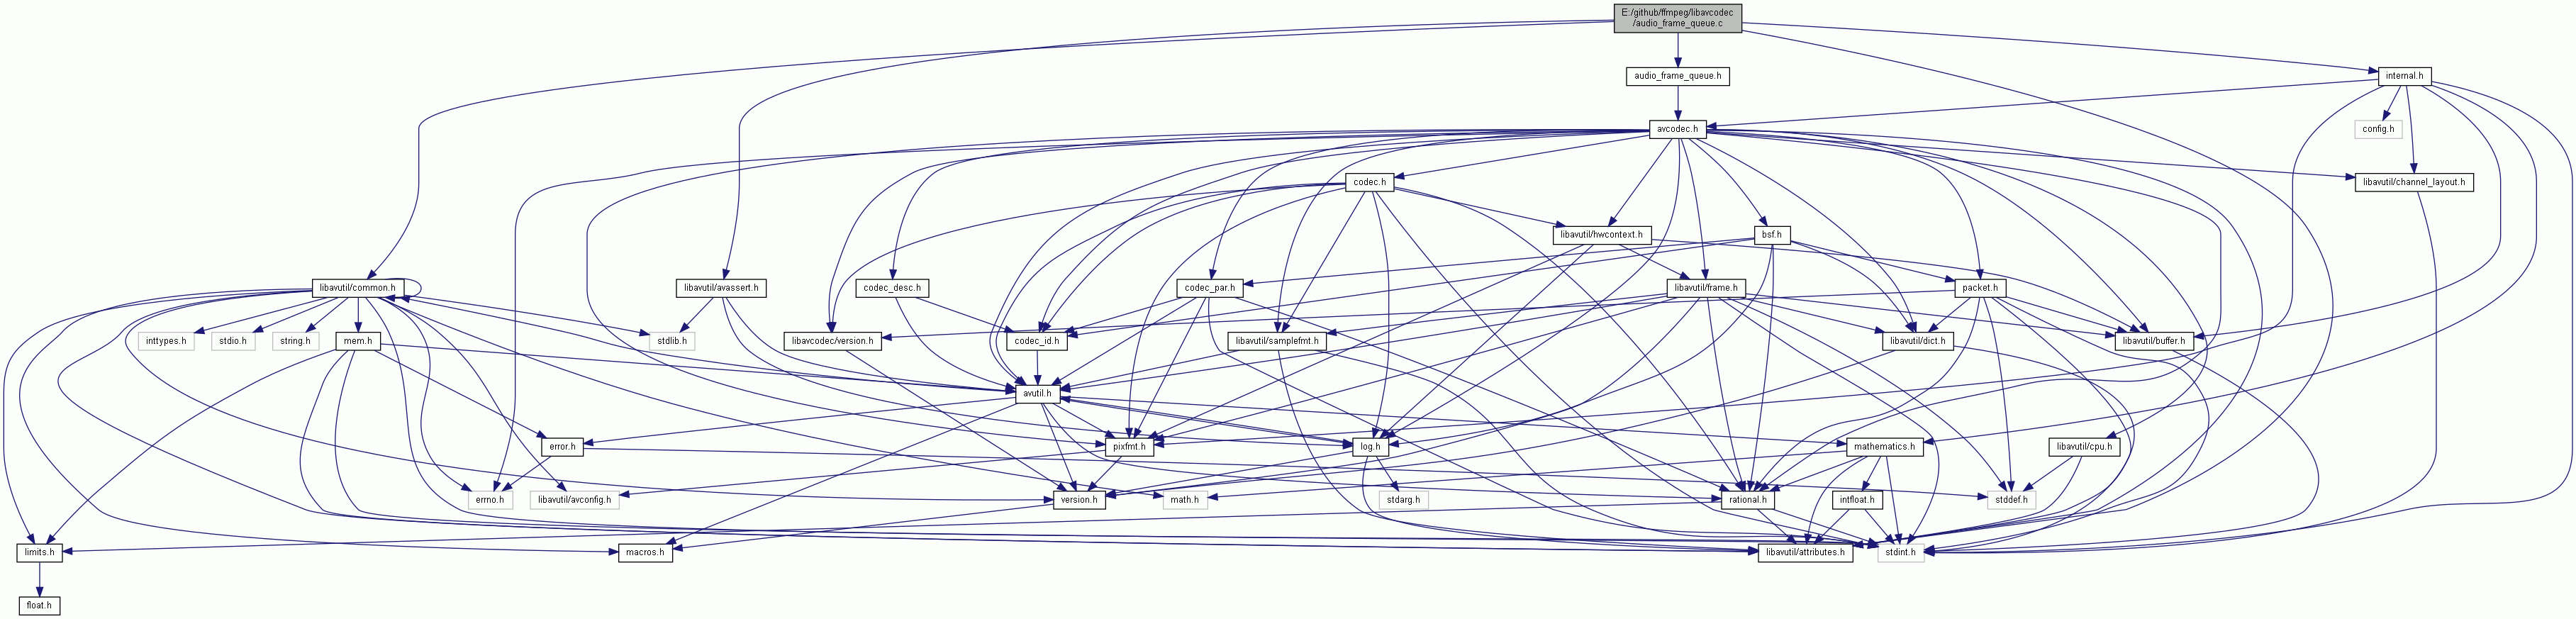 E:/github/ffmpeg/libavcodec
/audio_frame_queue.c
audio_frame_queue.h
internal.h
avcodec.h
config.h
codec.h
libavutil/channel_layout.h
libavutil/hwcontext.h
bsf.h
libavutil/common.h
libavutil/avassert.h
codec_desc.h
codec_par.h
libavutil/frame.h
packet.h
inttypes.h
stdio.h
string.h
mem.h
stdlib.h
libavcodec/version.h
codec_id.h
libavutil/samplefmt.h
libavutil/dict.h
libavutil/buffer.h
avutil.h
error.h
pixfmt.h
log.h
mathematics.h
libavutil/cpu.h
errno.h
libavutil/avconfig.h
version.h
math.h
stdarg.h
rational.h
intfloat.h
stddef.h
limits.h
macros.h
libavutil/attributes.h
stdint.h
float.h